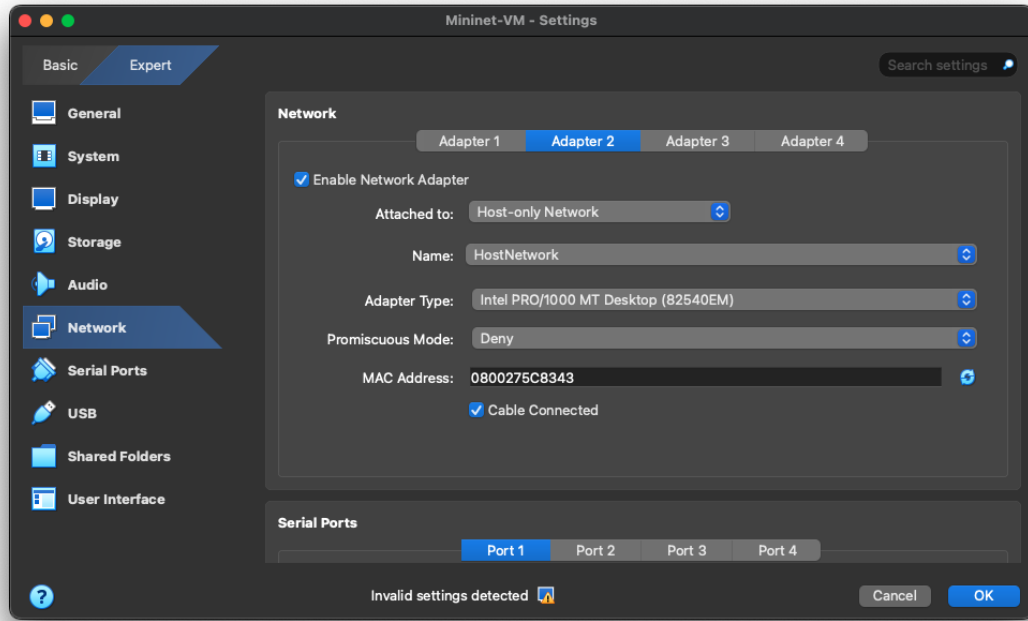 Mininet-VM - Settings
Basic
Expert
Search settings
General
System
Display
Storage
Audio
Network
Serial Ports
USB
Shared Folders
User Interface
Network
Adapter 1
Adapter 2
Adapter 3
Adapter 4
Enable Network Adapter
Attached to: Host-only Network
Name: HostNetwork
Adapter Type: Intel PRO/1000 MT Desktop (82540EM)
Promiscuous Mode: Deny
MAC Address: 0800275C8343
Cable Connected
Serial Ports
Port 1
Port 2
Port 3
Port 4
?
Invalid settings detected
Cancel
OK